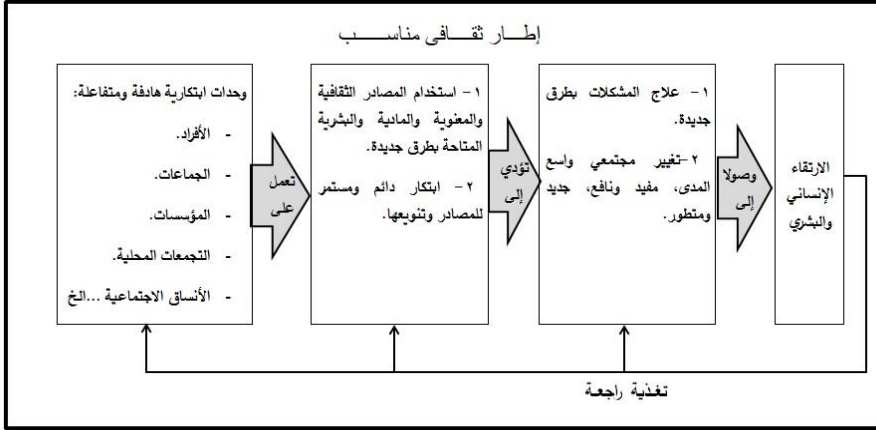 إطـــار ثقـــافى مناســـب
وحدات ابتكارية هادفة ومتفاعلة:
- الأفراد.
- الجماعات.
- المؤسسات.
- التجمعات المحلية.
- الأنساق الاجتماعية ...الخ
تعمل
على
١- استخدام المصادر الثقافية
والمعنوية والمادية والبشرية
المتاحة بطرق جديدة.
٢- ابتكار دائم ومستمر
للمصادر وتنويعها.
تؤدي
إلى
١- علاج المشكلات بطرق
جديدة.
٢-تغيير مجتمعي واسع
المدى، مفيد ونافع، جديد
ومتطور.
وصولا
إلى
الارتقاء
الإنساني
والبشري
تغذية راجعة